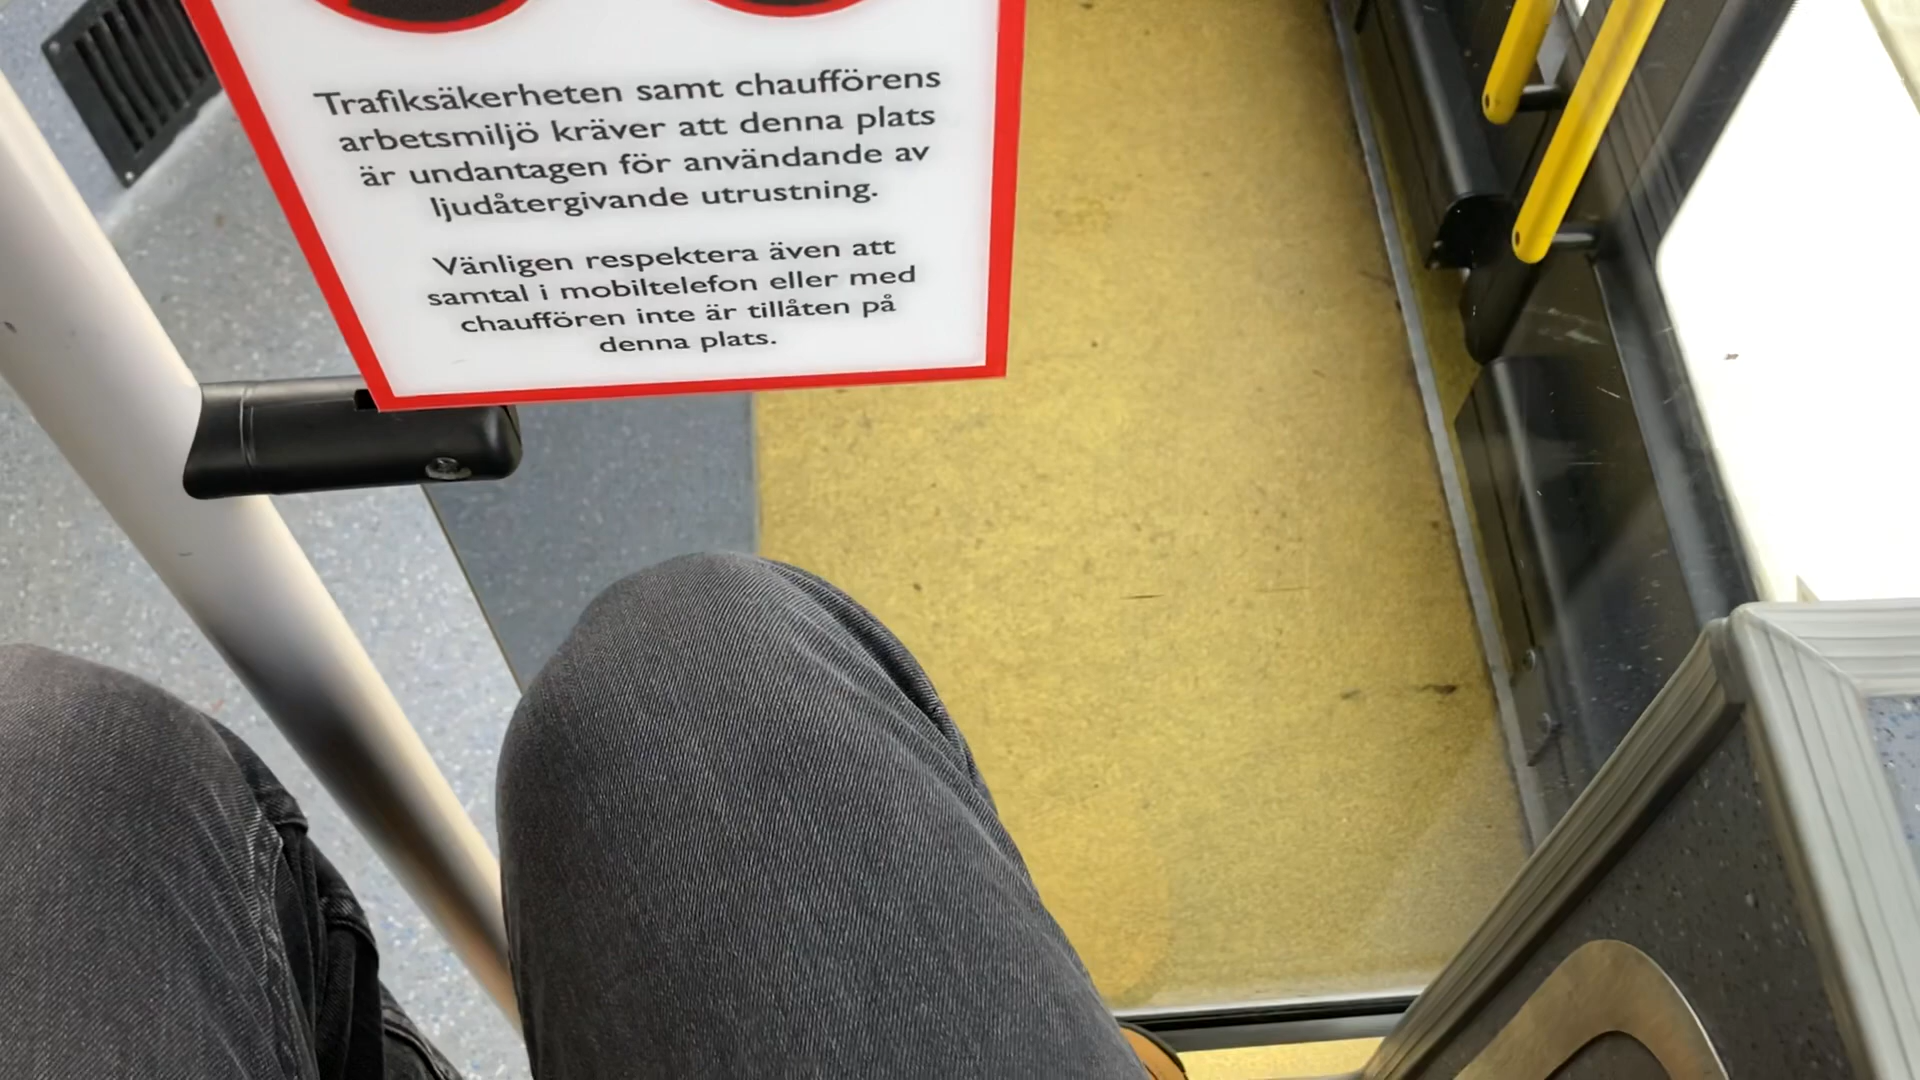 Trafiksäkerheten samt chaufförens
arbetsmiljö kräver att denna plats
är undantagen för användande av
ljudåtergivande utrustning.
Vänligen respektera även att
samtal i mobiltelefon eller med
chauffören inte är tillåten på
denna plats.